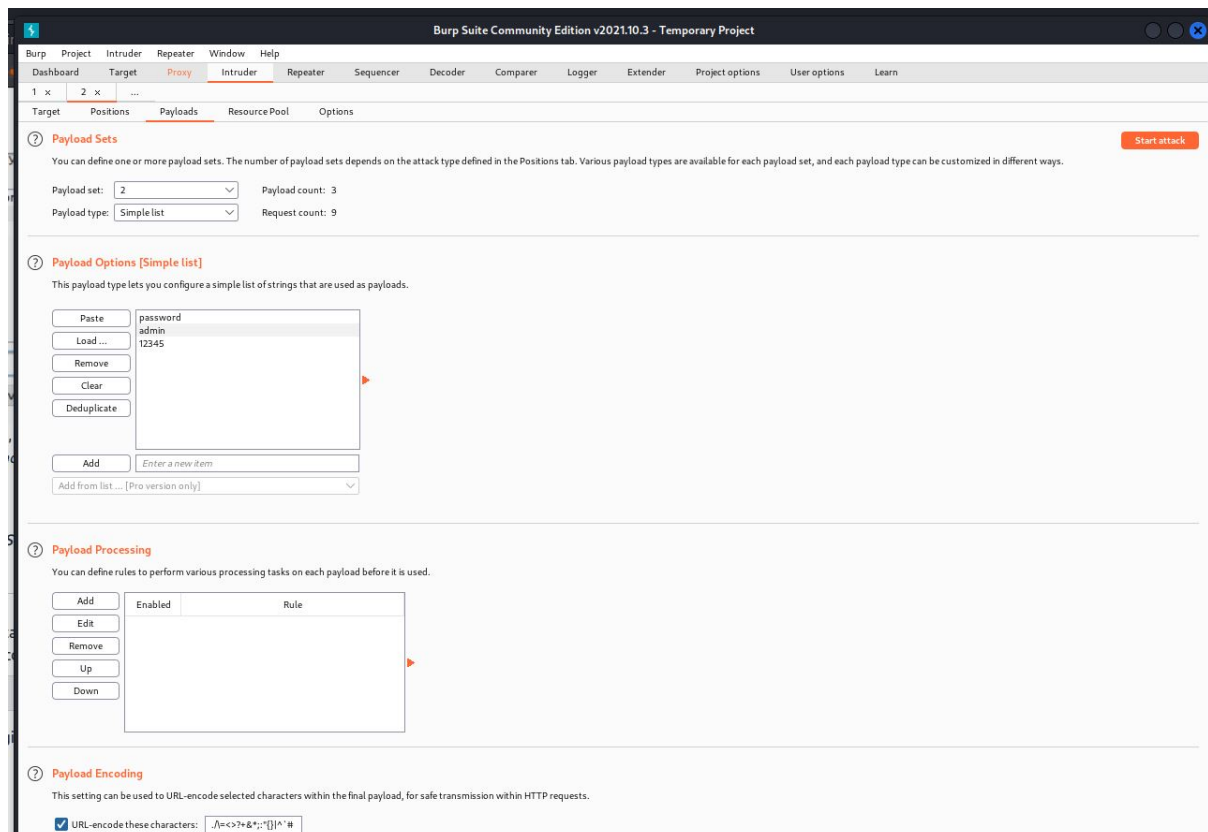 Burp Suite Community Edition v2021.10.3 - Temporary Project
Burp Project Intruder Repeater Window Help
Dashboard Target Proxy Intruder Repeater Sequencer Decoder Comparer Logger Extender Project options User options Learn
1 × 2 × ...
Target Positions Payloads Resource Pool Options
? Payload Sets
Start attack
You can define one or more payload sets. The number of payload sets depends on the attack type defined in the Positions tab. Various payload types are available for each payload set, and each payload type can be customized in different ways.
Payload set: 2 Payload count: 3
Payload type: Simple list Request count: 9
? Payload Options [Simple list]
This payload type lets you configure a simple list of strings that are used as payloads.
Paste password
admin
Load ... 12345
Remove
Clear
Deduplicate
Add Enter a new item
Add from list ... [Pro version only]
? Payload Processing
You can define rules to perform various processing tasks on each payload before it is used.
Add Enabled Rule
Edit
Remove
Up
Down
? Payload Encoding
This setting can be used to URL-encode selected characters within the final payload, for safe transmission within HTTP requests.
URL-encode these characters: ./\=<>?+&*;:"{}|^`#